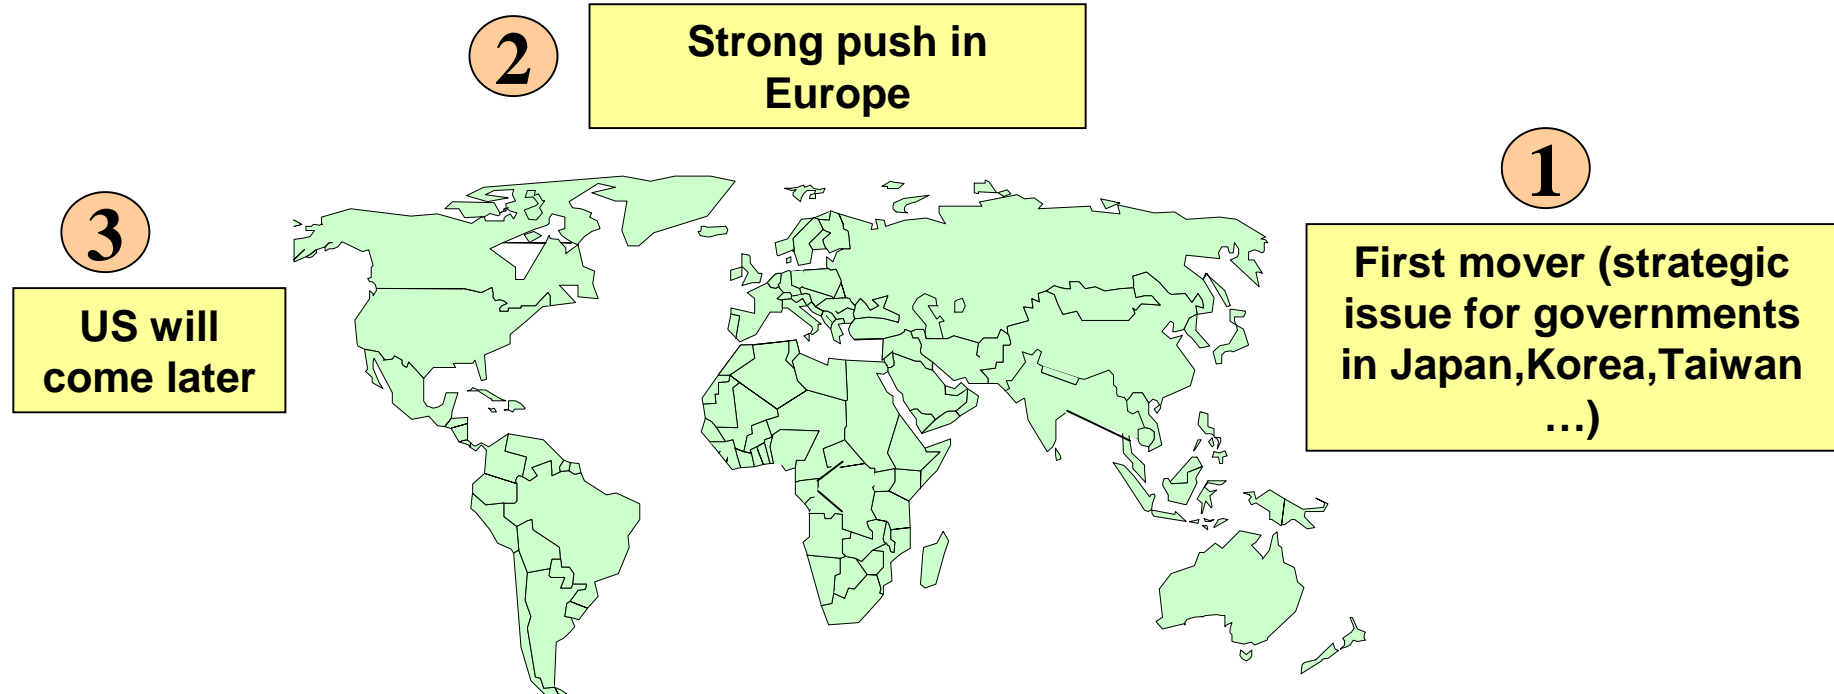 2
Strong push in
Europe
1
First mover (strategic
issue for governments
in Japan,Korea,Taiwan
…)
3
US will
come later